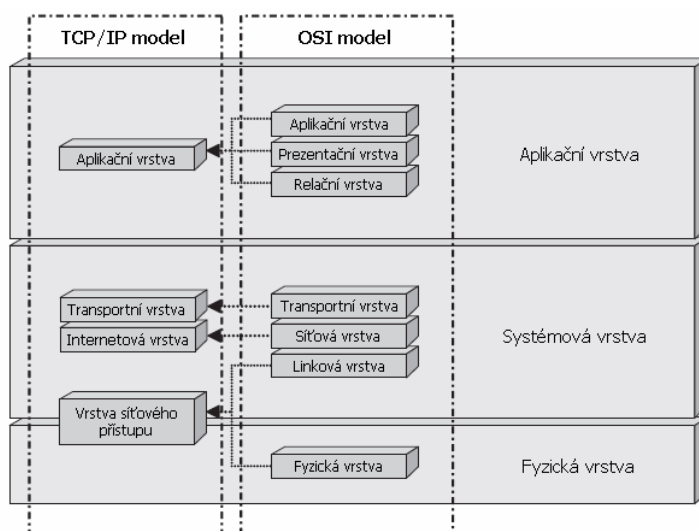 TCP/IP model
OSI model
Aplikační vrstva
Aplikační vrstva
Prezentační vrstva
Relační vrstva
Aplikační vrstva
Transportní vrstva
Internetová vrstva
Transportní vrstva
Síťová vrstva
Linková vrstva
Systémová vrstva
Vrstva síťového
přístupu
Fyzická vrstva
Fyzická vrstva